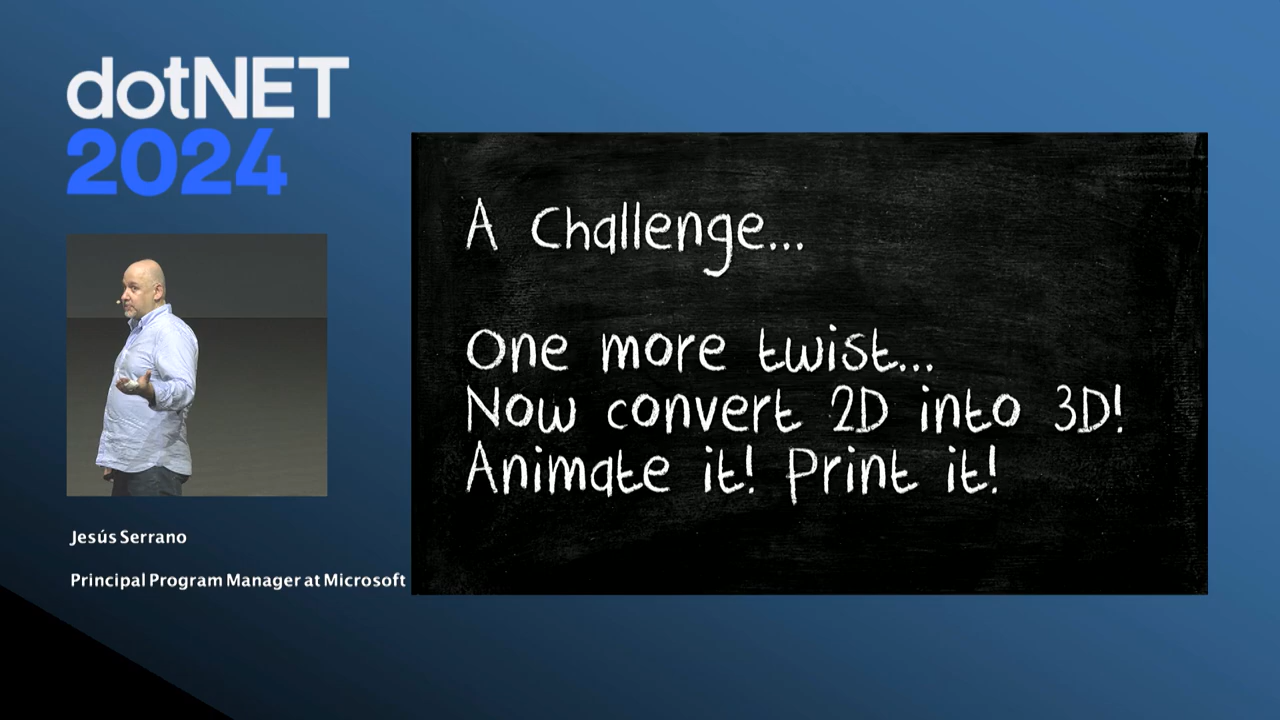 dotNET
2024
A Challenge...
One more twist...
Now convert 2D into 3D!
Animate it! Print it!
Jesús Serrano
Principal Program Manager at Microsoft